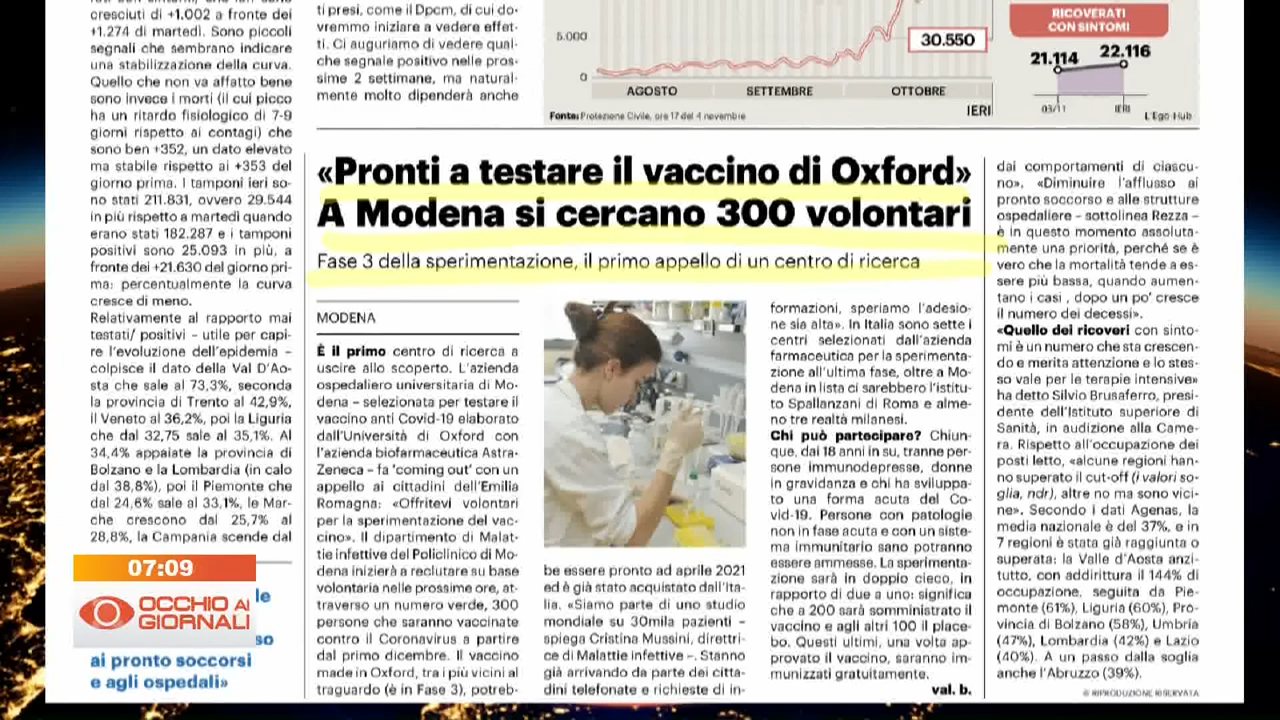 cresciuti di +1.002 a fronte dei
+1.274 di martedì. Sono piccoli
segnali che sembrano indicare
una stabilizzazione della curva.
Quello che non va affatto bene
sono invece i morti (il cui picco
ha un ritardo fisiologico di 7-9
giorni rispetto ai contagi) che
sono ben +352, un dato elevato
ma stabile rispetto ai +353 del
giorno prima. I tamponi ieri so-
no stati 211.831, ovvero 29.544
in più rispetto a martedì quando
erano stati 182.287 e i tamponi
positivi sono 25.093 in più, a
fronte dei +21.630 del giorno pri-
ma: percentualmente la curva
cresce di meno.
Relativamente al rapporto mai
testati/ positivi - utile per capi-
re l'evoluzione dell'epidemia -
colpisce il dato della Val D'Ao-
sta che sale al 73,3%, seconda
la provincia di Trento al 42,9%,
il Veneto al 36,2%, poi la Liguria
che dal 32,75 sale al 35,1%. Al
34,4% appaiate la provincia di
Bolzano e la Lombardia (in calo
dal 38,8%), poi il Piemonte che
dal 24,6% sale al 33,1%, le Mar-
che crescono dal 25,7% al
28,8%, la Campania scende dal
07:09
OCCHIO AI
GIORNALI
le
so
ai pronto soccorsi
e agli ospedali»
ti presi, come il Dpcm, di cui do-
vremmo iniziare a vedere effet-
ti. Ci auguriamo di vedere qual-
che segnale positivo nelle pros-
sime 2 settimane, ma natural-
mente molto dipenderà anche
5.000
0
30.550
AGOSTO
SETTEMBRE
OTTOBRE
IERI
Fonte: Protezione Civile, ore 17 del 4 novembre
RICOVERATI
CON SINTOMI
21.114
22.116
03/11
IERI
L'Ego-Hub
«Pronti a testare il vaccino di Oxford»
A Modena si cercano 300 volontari
Fase 3 della sperimentazione, il primo appello di un centro di ricerca
MODENA
È il primo centro di ricerca a
uscire allo scoperto. L'azienda
ospedaliero universitaria di Mo-
dena - selezionata per testare il
vaccino anti Covid-19 elaborato
dall'Università di Oxford con
l'azienda biofarmaceutica Astra-
Zeneca - fa 'coming out' con un
appello ai cittadini dell'Emilia
Romagna: «Offritevi volontari
per la sperimentazione del vac-
cino». Il dipartimento di Malat-
tie infettive del Policlinico di Mo-
dena inizierà a reclutare su base
volontaria nelle prossime ore, at-
traverso un numero verde, 300
persone che saranno vaccinate
contro il Coronavirus a partire
dal primo dicembre. Il vaccino
made in Oxford, tra i più vicini al
traguardo (è in Fase 3), potreb-
be essere pronto ad aprile 2021
ed è già stato acquistato dall'Ita-
lia. «Siamo parte di uno studio
mondiale su 30mila pazienti -
spiega Cristina Mussini, direttri-
ce di Malattie infettive -. Stanno
già arrivando da parte dei citta-
dini telefonate e richieste di in-
formazioni, speriamo l'adesio-
ne sia alta». In Italia sono sette i
centri selezionati dall'azienda
farmaceutica per la sperimenta-
zione all'ultima fase, oltre a Mo-
dena in lista ci sarebbero l'istitu-
to Spallanzani di Roma e alme-
no tre realtà milanesi.
Chi può partecipare? Chiun-
que, dai 18 anni in su, tranne per-
sone immunodepresse, donne
in gravidanza e chi ha sviluppa-
to una forma acuta del Co-
vid-19. Persone con patologie
non in fase acuta e con un siste-
ma immunitario sano potranno
essere ammesse. La sperimenta-
zione sarà in doppio cieco, in
rapporto di due a uno: significa
che a 200 sarà somministrato il
vaccino e agli altri 100 il place-
bo. Questi ultimi, una volta ap-
provato il vaccino, saranno im-
munizzati gratuitamente.
val. b.
dai comportamenti di ciascu-
no». «Diminuire l'afflusso ai
pronto soccorso e alle strutture
ospedaliere - sottolinea Rezza -
è in questo momento assoluta-
mente una priorità, perché se è
vero che la mortalità tende a es-
sere più bassa, quando aumen-
tano i casi , dopo un po' cresce
il numero dei decessi».
«Quello dei ricoveri con sinto-
mi è un numero che sta crescen-
do e merita attenzione e lo stes-
so vale per le terapie intensive»
ha detto Silvio Brusaferro, presi-
dente dell'Istituto superiore di
Sanità, in audizione alla Came-
ra. Rispetto all'occupazione dei
posti letto, «alcune regioni han-
no superato il cut-off (i valori so-
glia, ndr), altre no ma sono vici-
ne». Secondo i dati Agenas, la
media nazionale è del 37%, e in
7 regioni è stata già raggiunta o
superata: la Valle d'Aosta anzi-
tutto, con addirittura il 144% di
occupazione, seguita da Pie-
monte (61%), Liguria (60%), Pro-
vincia di Bolzano (58%), Umbria
(47%), Lombardia (42%) e Lazio
(40%). A un passo dalla soglia
anche l'Abruzzo (39%).
© RIPRODUZIONE RISERVATA